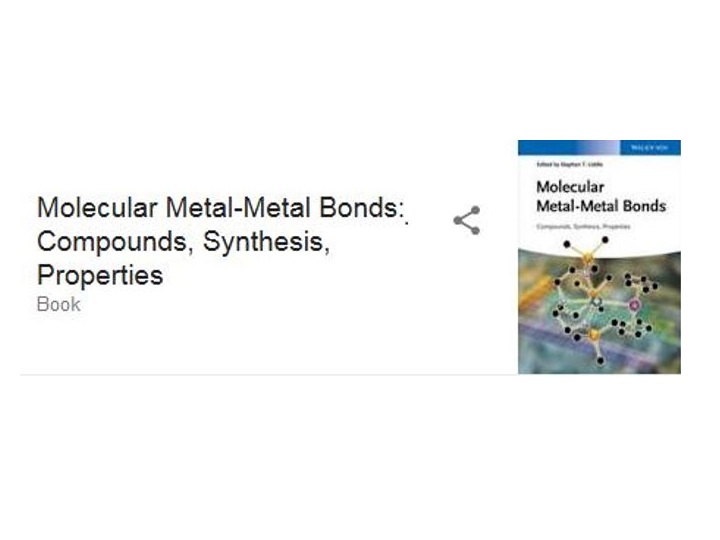 Molecular Metal-Metal Bonds:
Compounds, Synthesis,
Properties
Book
WILEY-VCH
Edited by Stephen T. Liddle
Molecular
Metal-Metal Bonds
Compounds, Synthesis, Properties